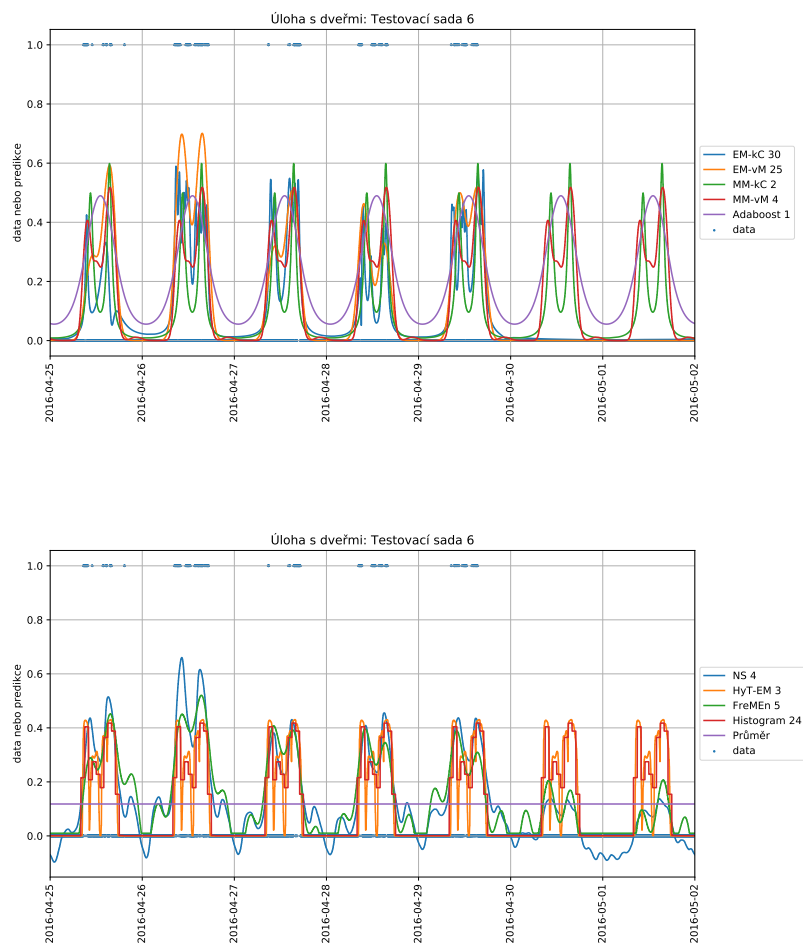 Úloha s dveřmi: Testovací sada 6
data nebo predikce
1.0
0.8
0.6
0.4
0.2
0.0
2016-04-25
2016-04-26
2016-04-27
2016-04-28
2016-04-29
2016-04-30
2016-05-01
2016-05-02
EM-kC 30
EM-vM 25
MM-kC 2
MM-vM 4
Adaboost 1
data
Úloha s dveřmi: Testovací sada 6
data nebo predikce
1.0
0.8
0.6
0.4
0.2
0.0
2016-04-25
2016-04-26
2016-04-27
2016-04-28
2016-04-29
2016-04-30
2016-05-01
2016-05-02
NS 4
HyT-EM 3
FreMEn 5
Histogram 24
Průměr
data